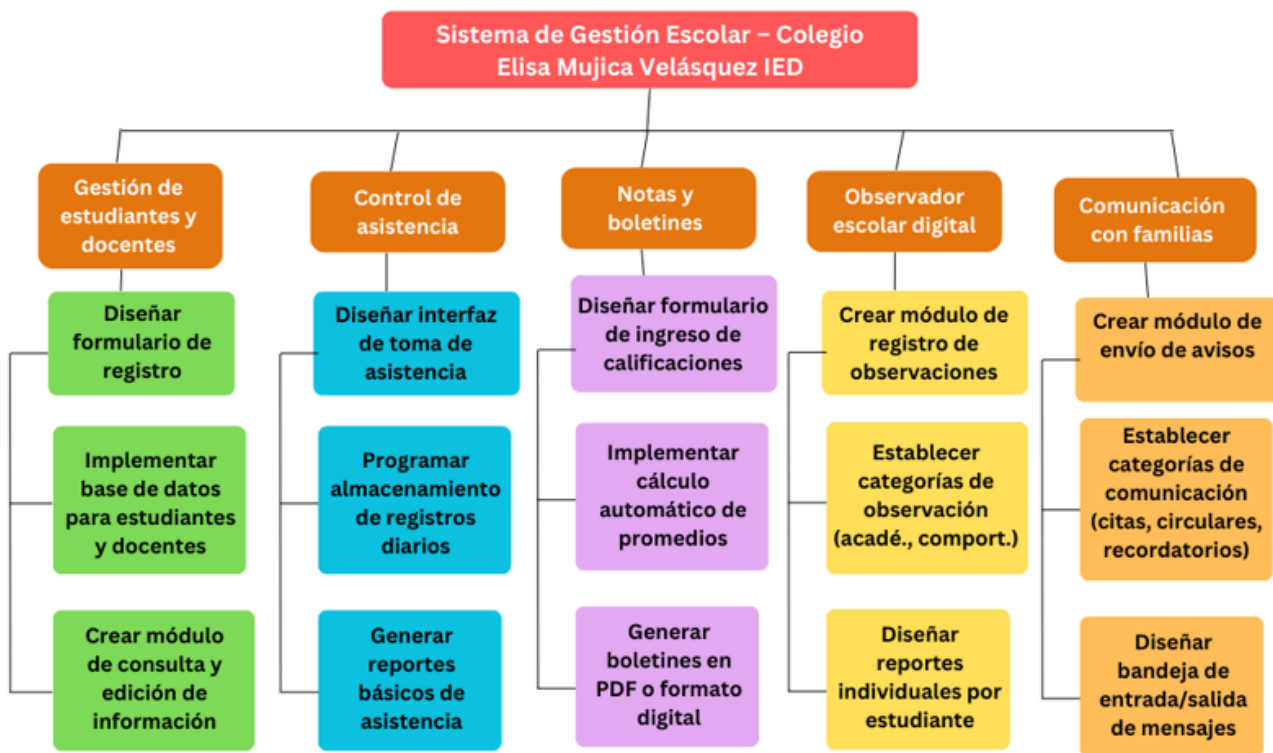 Sistema de Gestión Escolar – Colegio
Elisa Mujica Velásquez IED
Gestión de
estudiantes y
docentes
Control de
asistencia
Notas y
boletines
Observador
escolar digital
Comunicación
con familias
Diseñar
formulario de
registro
Diseñar interfaz
de toma de
asistencia
Diseñar formulario
de ingreso de
calificaciones
Crear módulo de
registro de
observaciones
Crear módulo de
envío de avisos
Implementar
base de datos
para estudiantes
y docentes
Programar
almacenamiento
de registros
diarios
Implementar
cálculo
automático de
promedios
Establecer
categorías de
observación
(acadé., comport.)
Establecer
categorías de
comunicación
(citas, circulares,
recordatorios)
Crear módulo
de consulta y
edición de
información
Generar
reportes
básicos de
asistencia
Generar
boletines en
PDF o formato
digital
Diseñar
reportes
individuales por
estudiante
Diseñar
bandeja de
entrada/salida
de mensajes